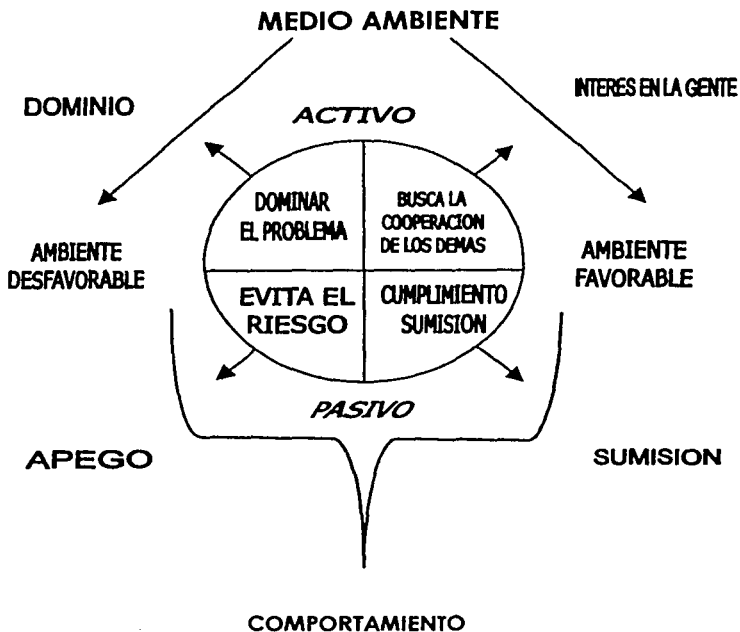 MEDIO AMBIENTE
INTERES EN LA GENTE
DOMINIO
ACTIVO
DOMINAR
EL PROBLEMA
BUSCA LA
COOPERACION
DE LOS DEMAS
AMBIENTE
DESFAVORABLE
AMBIENTE
FAVORABLE
EVITA EL
RIESGO
CUMPLIMIENTO
SUMISION
PASIVO
APEGO
SUMISION
COMPORTAMIENTO